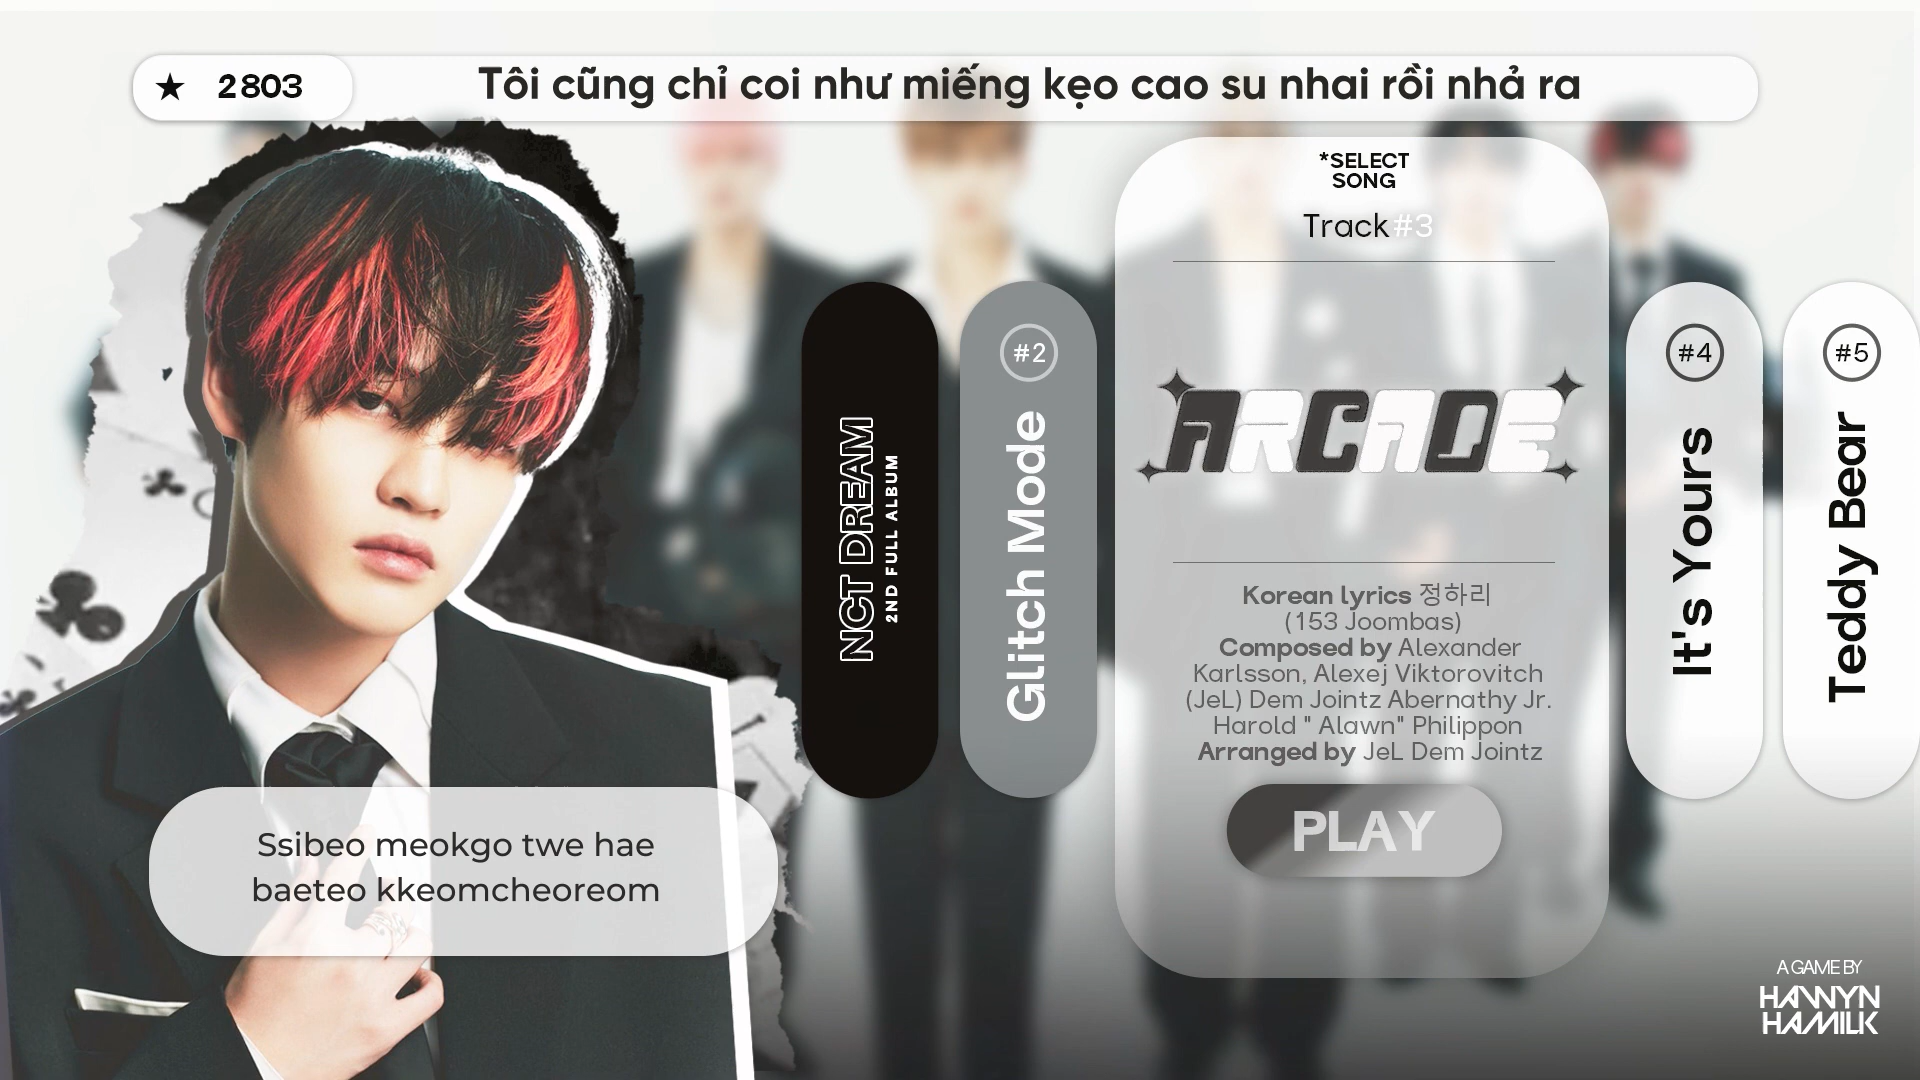 ★ 2803
Tôi cũng chỉ coi như miếng kẹo cao su nhai rồi nhả ra
*SELECT
SONG
Track #3
NCT DREAM
2ND FULL ALBUM
#2
Glitch Mode
ARCADE
Korean lyrics 정하리
(153 Joombas)
Composed by Alexander
Karlsson, Alexej Viktorovitch
(JeL) Dem Jointz Abernathy Jr.
Harold " Alawn" Philippon
Arranged by JeL Dem Jointz
PLAY
#4
It's Yours
#5
Teddy Bear
Ssibeo meokgo twe hae
baeteo kkeomcheoreom
A GAME BY
HAWYN
HAMILK